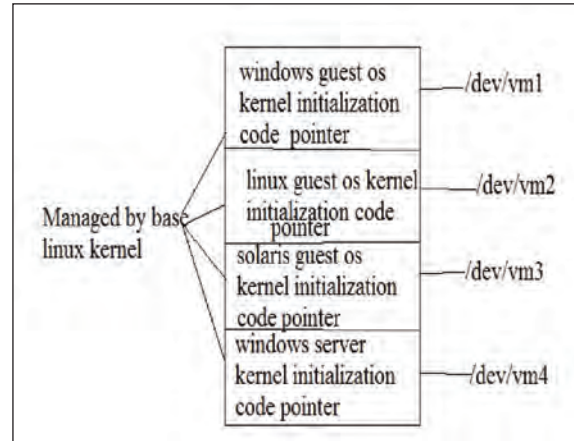 windows guest os
kernel initialization
code pointer
/dev/vm1
linux guest os kernel
initialization code
pointer
/dev/vm2
Managed by base
linux kernel
solaris guest os
kernel initialization
code pointer
/dev/vm3
windows server
kernel initialization
code pointer
/dev/vm4